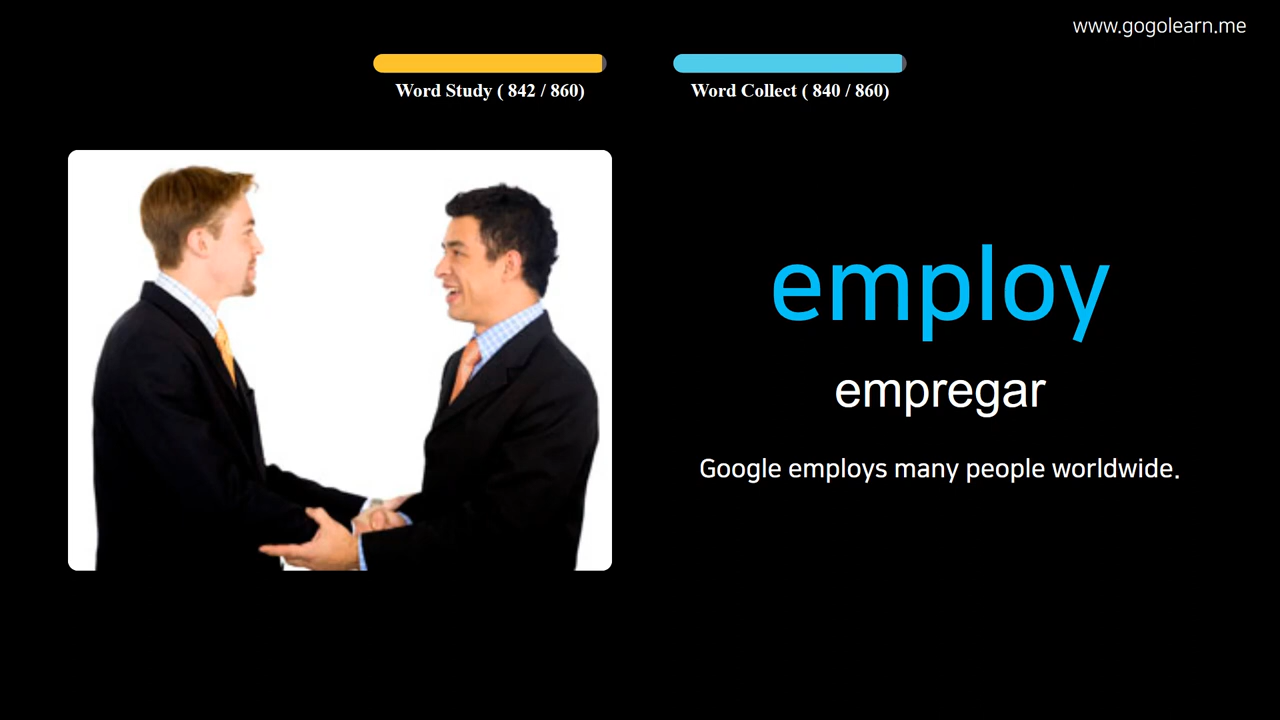 www.gogolearn.me
Word Study ( 842 / 860)
Word Collect ( 840 / 860)
employ
empregar
Google employs many people worldwide.